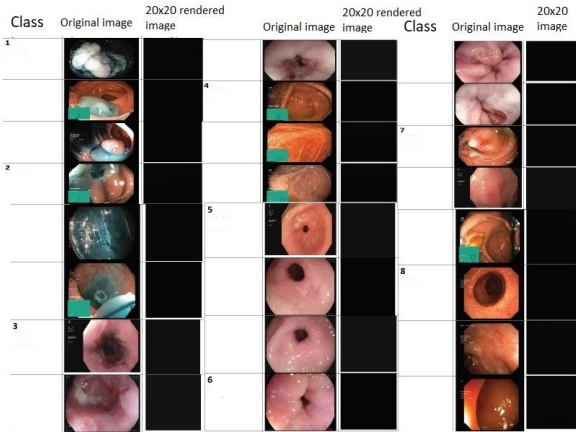 Class
Original image
20x20 rendered
image
Original image
20x20 rendered
image
Class
Original image
20x20
image
1
2
3
4
5
6
7
8